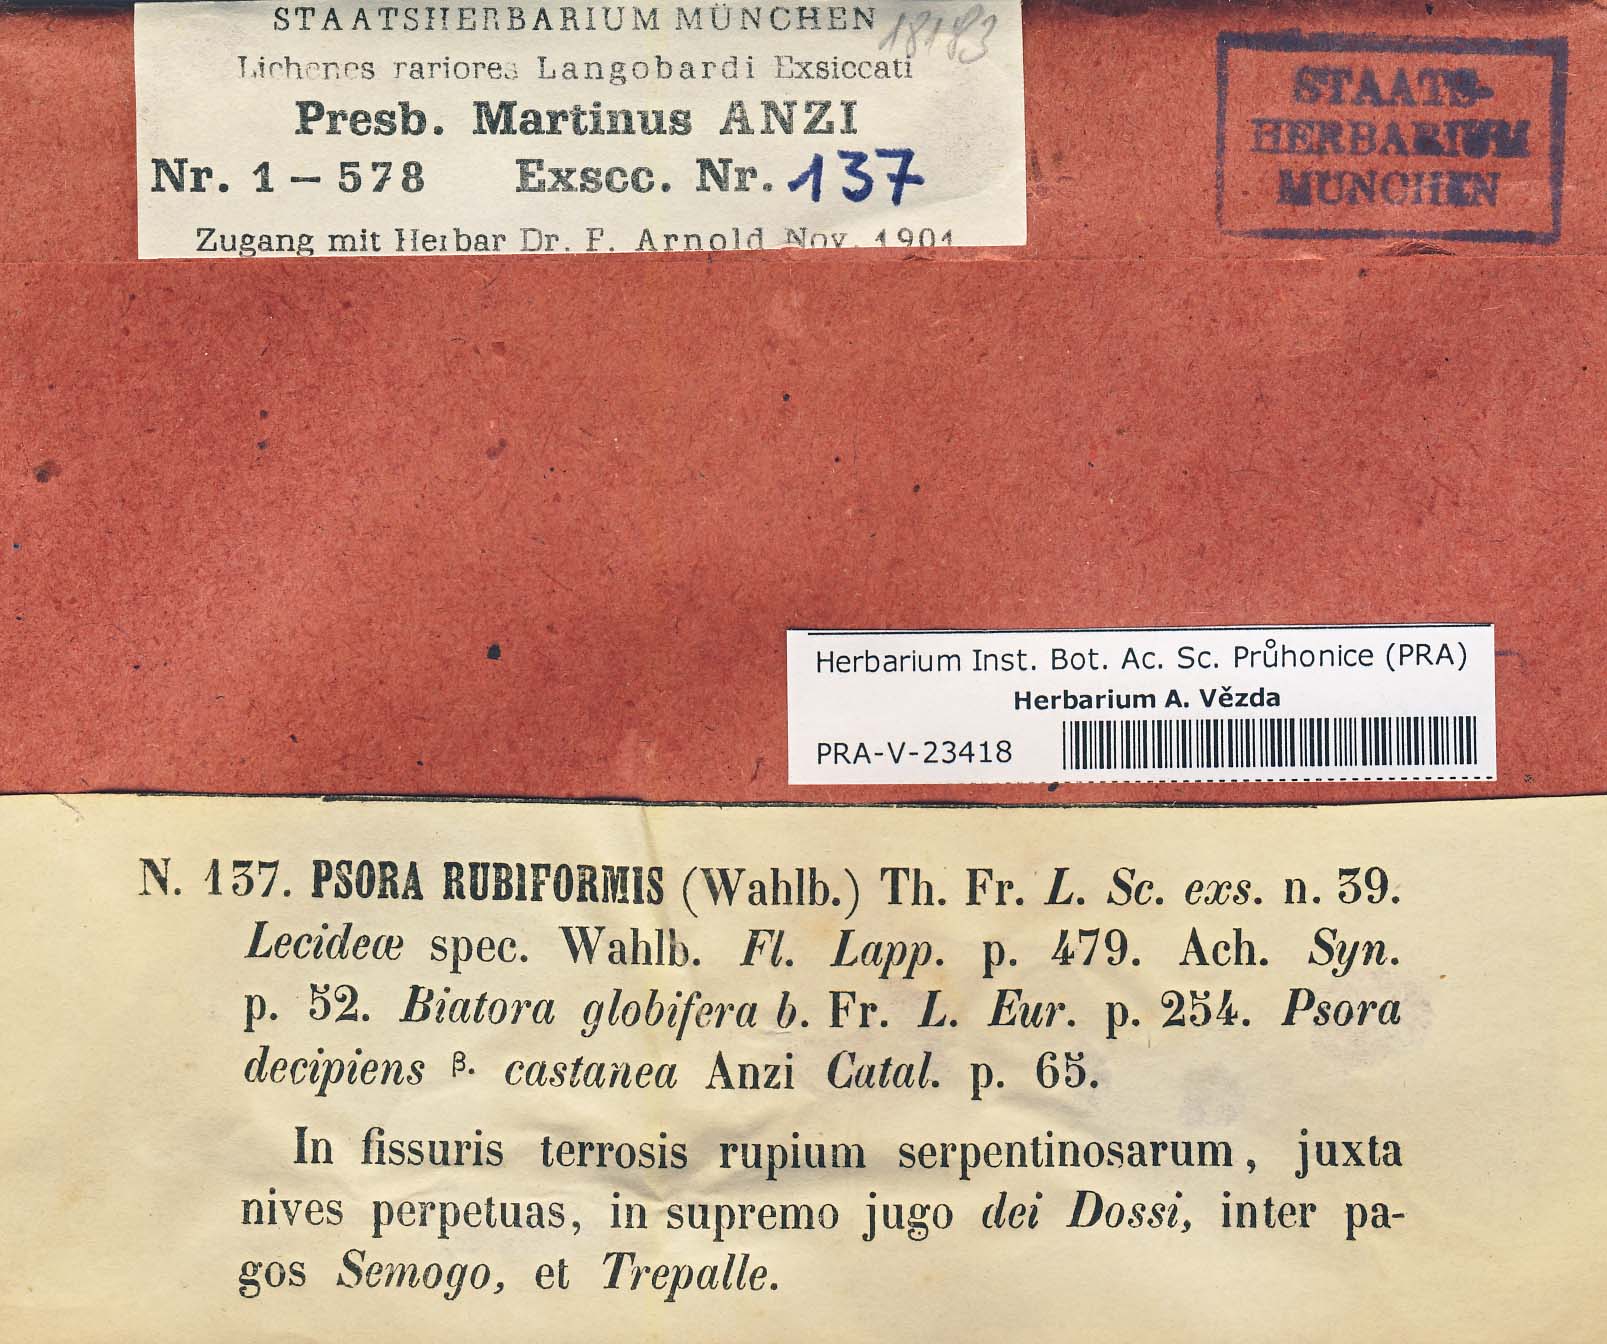 STAATSHERBARIUM MÜNCHEN
18183
Lichenes rariores Langobardi Exsiccati
Presb. Martinus ANZI
Nr. 1 – 578 Exscc. Nr. 137
Zugang mit Herbar Dr. F. Arnold Nov. 1901
STAATS-
HERBARIUM
MÜNCHEN
Herbarium Inst. Bot. Ac. Sc. Průhonice (PRA)
Herbarium A. Vězda
PRA-V-23418
N. 137. PSORA RUBIFORMIS (Wahlb.) Th. Fr. L. Sc. exs. n. 39.
Lecideæ spec. Wahlb. Fl. Lapp. p. 479. Ach. Syn.
p. 52. Biatora globifera b. Fr. L. Eur. p. 254. Psora
decipiens β. castanea Anzi Catal. p. 65.
In fissuris terrosis rupium serpentinosarum, juxta
nives perpetuas, in supremo jugo dei Dossi, inter pa-
gos Semogo, et Trepalle.